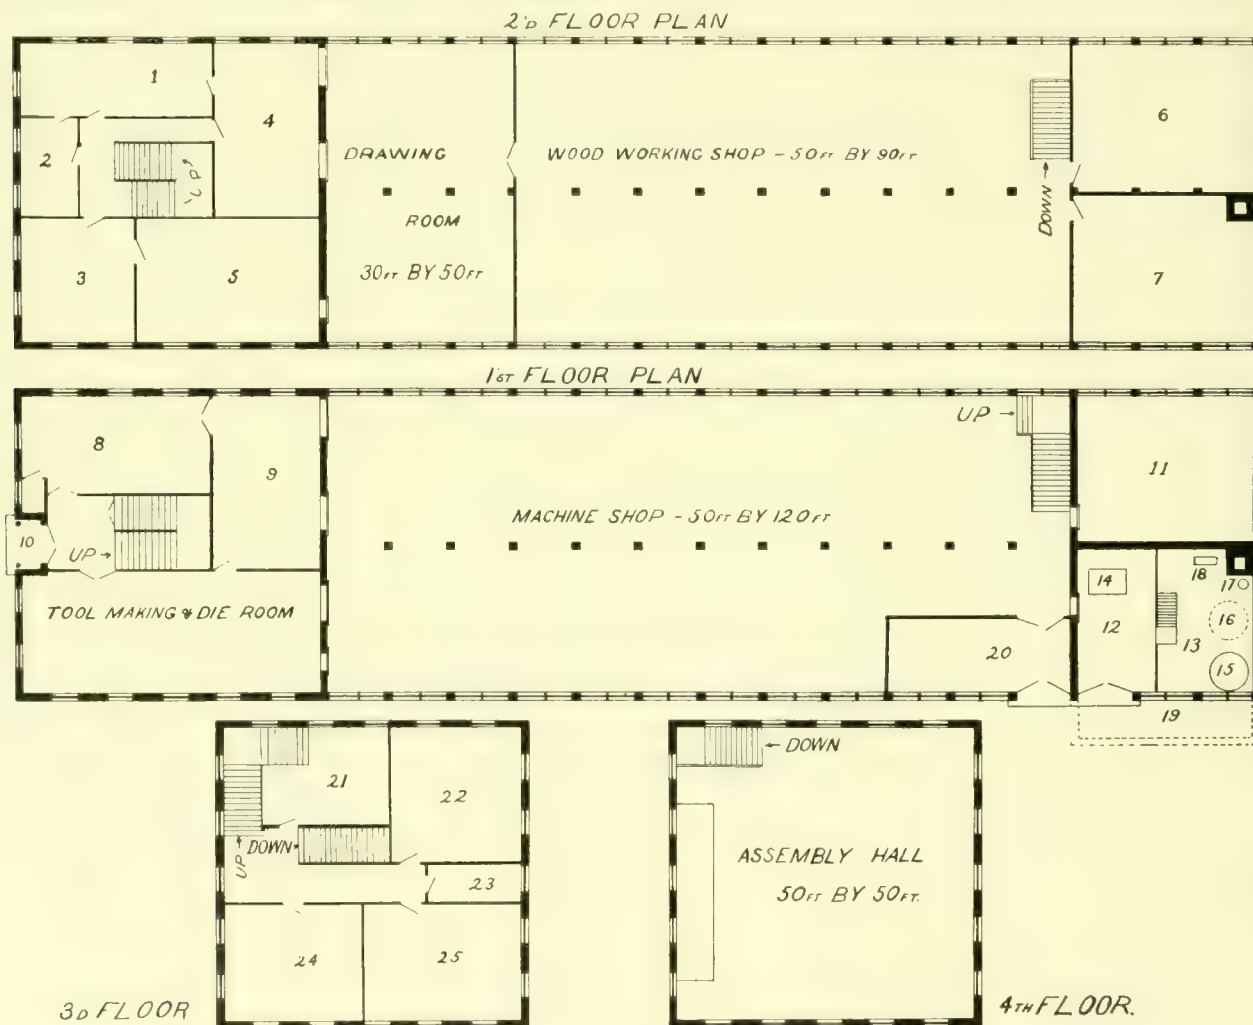 2'D FLOOR PLAN
1
4
2
UP
3
5
DRAWING
ROOM
30FT BY 50FT
WOOD WORKING SHOP - 50FT BY 90FT
DOWN
6
7
1'ST FLOOR PLAN
8
9
10
UP
TOOL MAKING & DIE ROOM
MACHINE SHOP - 50FT BY 120FT
UP
11
14
12
18
17
16
13
15
20
19
21
22
UP
DOWN
23
24
25
3D FLOOR
DOWN
ASSEMBLY HALL
50FT BY 50FT.
4TH FLOOR.